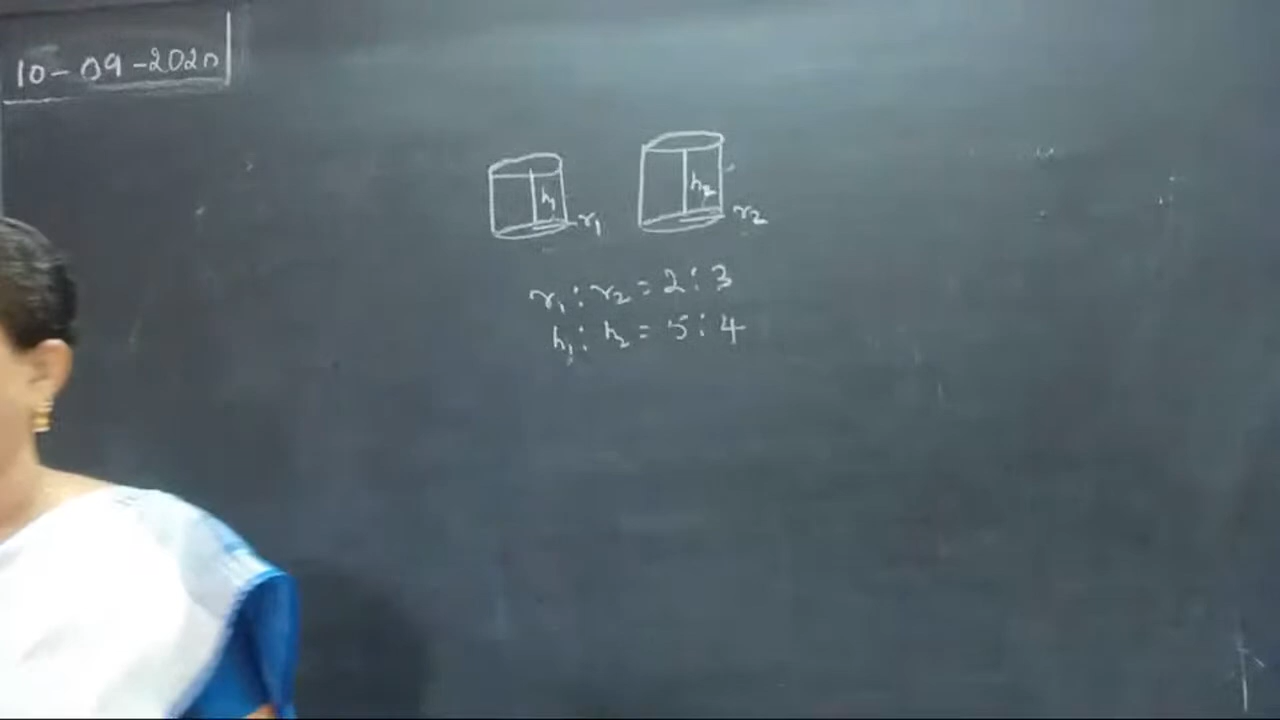 10-09-2020
h₁ r₁ h₂ r₂
r₁ : r₂ = 2 : 3
h₁ : h₂ = 5 : 4